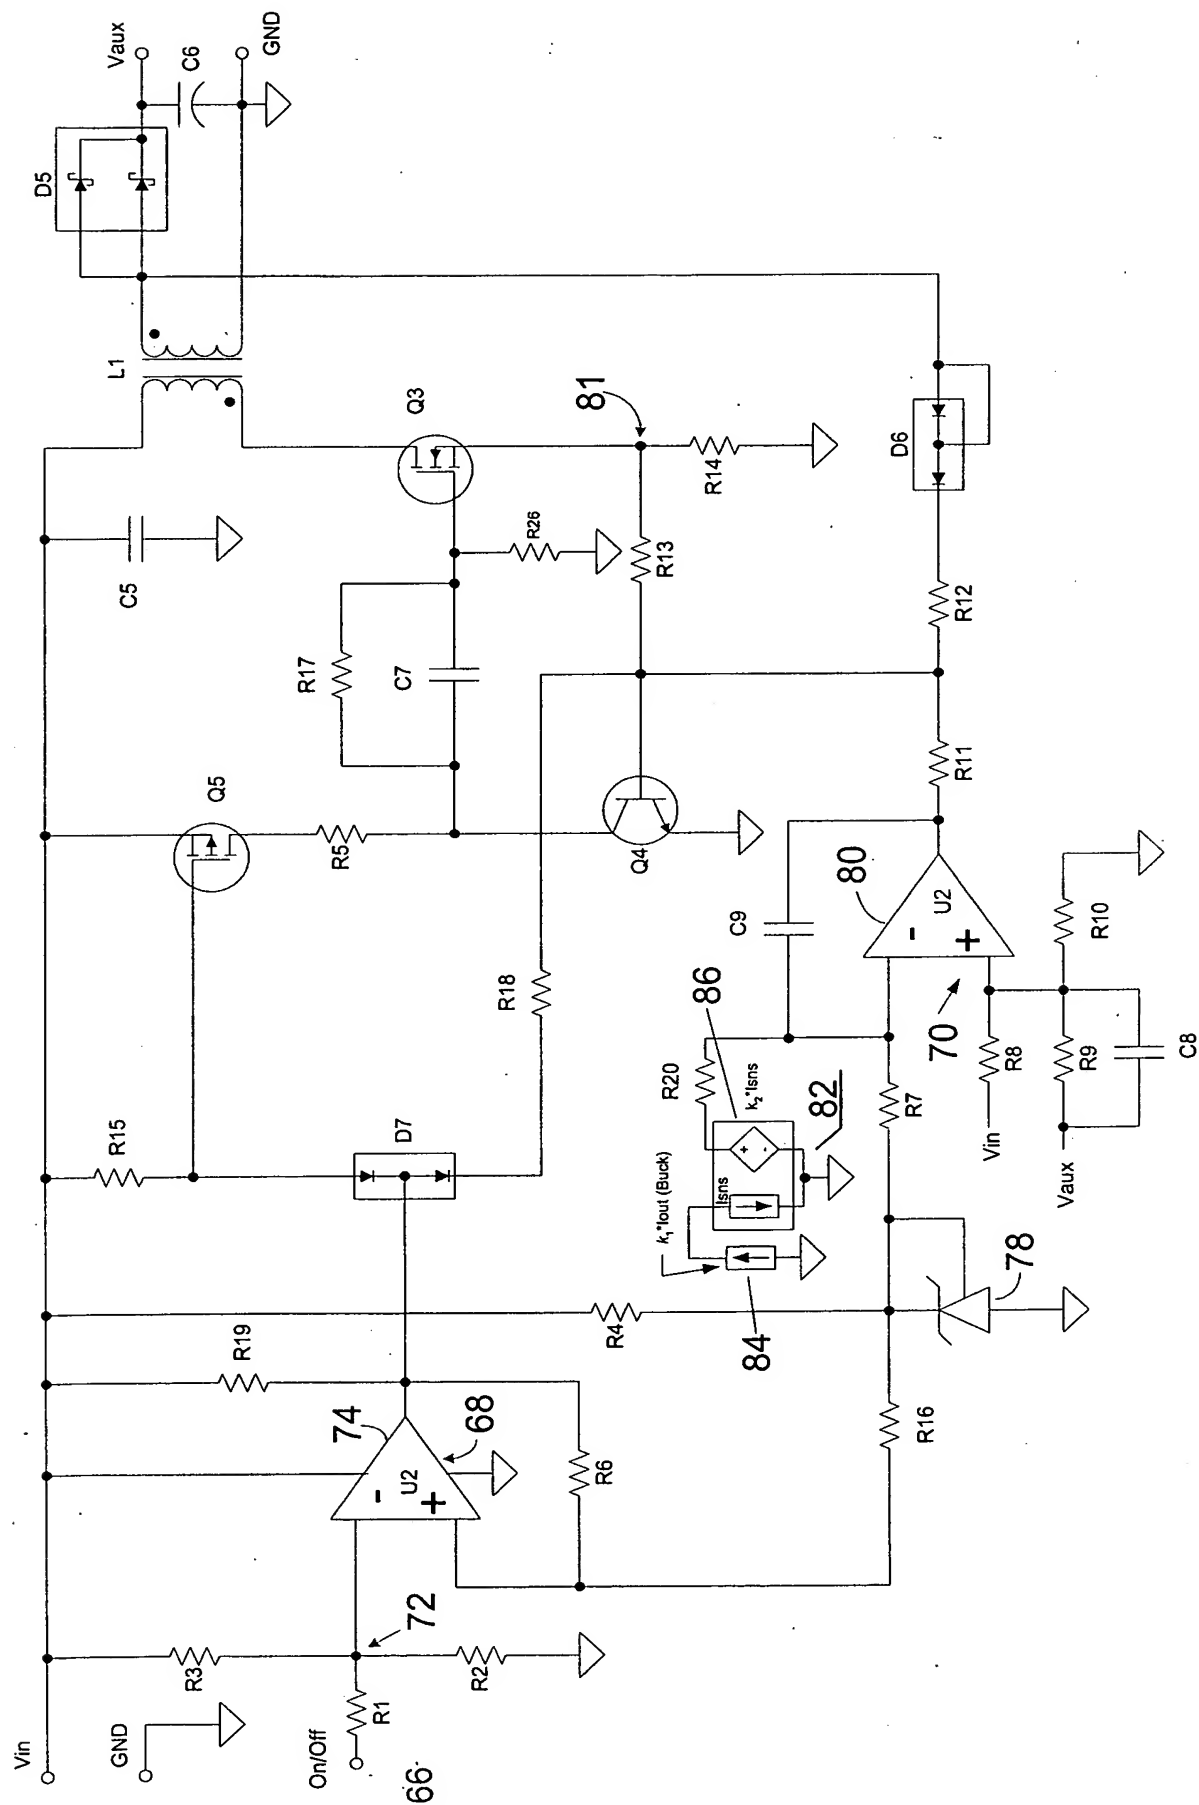 Vaux
C6
GND
D5
L1
Q3
81
C5
R26
R14
D6
R13
R17
C7
R12
Q5
R5
Q4
R11
80
U2
-
+
C9
R10
R18
86
70
R20
k2*Isns
82
R7
R8
R9
C8
Vin
Vaux
R15
D7
k1*Iout (Buck)
Isns
+
-
84
78
R4
R19
74
68
U2
-
+
R6
R16
72
R3
R2
R1
Vin
GND
On/Off
66